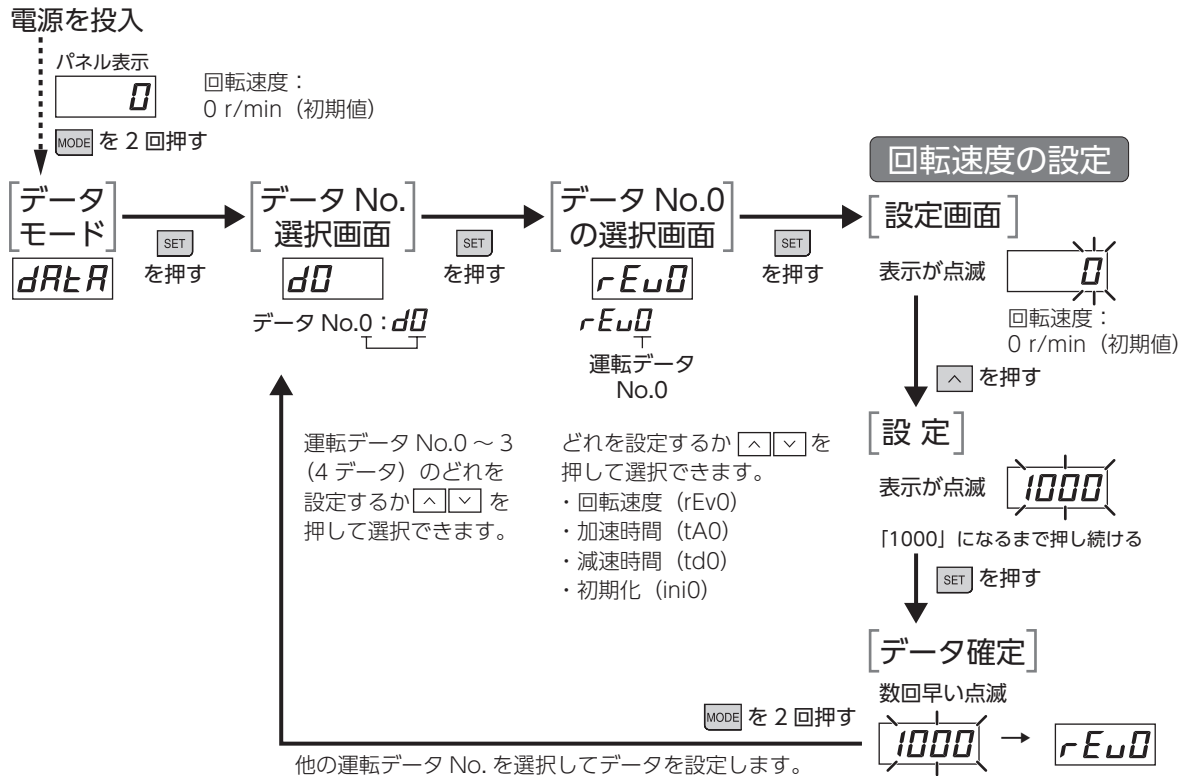 電源を投入
パネル表示
0
回転速度：
0 r/min（初期値）
MODE を 2 回押す
回転速度の設定
データ
モード
dAtA
SET
を押す
データ No.
選択画面
d0
データ No.0：d0
SET
を押す
データ No.0
の選択画面
rEv0
rEv0
運転データ
No.0
SET
を押す
設定画面
表示が点滅
0
回転速度：
0 r/min（初期値）
^ を押す
運転データ No.0 ～ 3
（4 データ）のどれを
設定するか ^ v を
押して選択できます。
どれを設定するか ^ v を
押して選択できます。
・回転速度（rEv0）
・加速時間（tA0）
・減速時間（td0）
・初期化（ini0）
設 定
表示が点滅
1000
「1000」になるまで押し続ける
SET を押す
データ確定
数回早い点滅
1000 → rEv0
MODE を 2 回押す
他の運転データ No. を選択してデータを設定します。